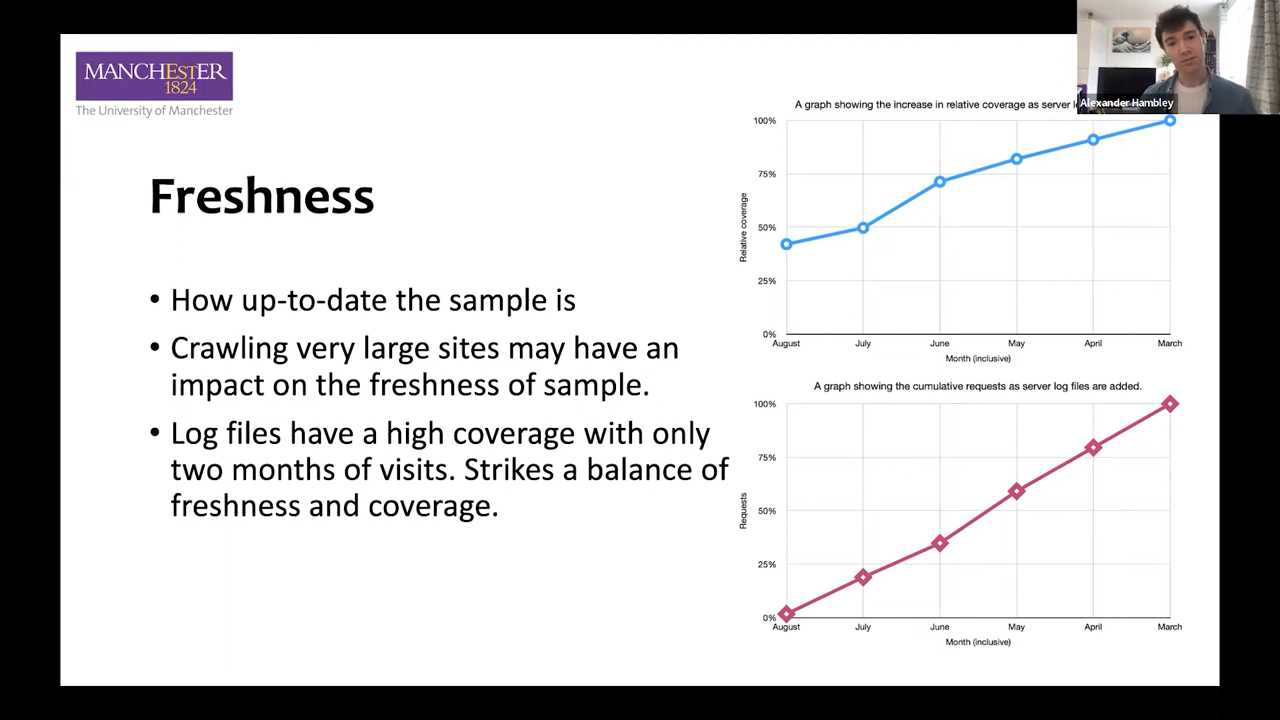 MANCHESTER
1824
The University of Manchester
Alexander Hambley
Freshness
• How up-to-date the sample is
• Crawling very large sites may have an
impact on the freshness of sample.
• Log files have a high coverage with only
two months of visits. Strikes a balance of
freshness and coverage.
A graph showing the increase in relative coverage as server
100%
75%
50%
25%
0%
Relative coverage
August July June May April March
Month (inclusive)
A graph showing the cumulative requests as server log files are added.
100%
75%
50%
25%
0%
Requests
August July June May April March
Month (inclusive)